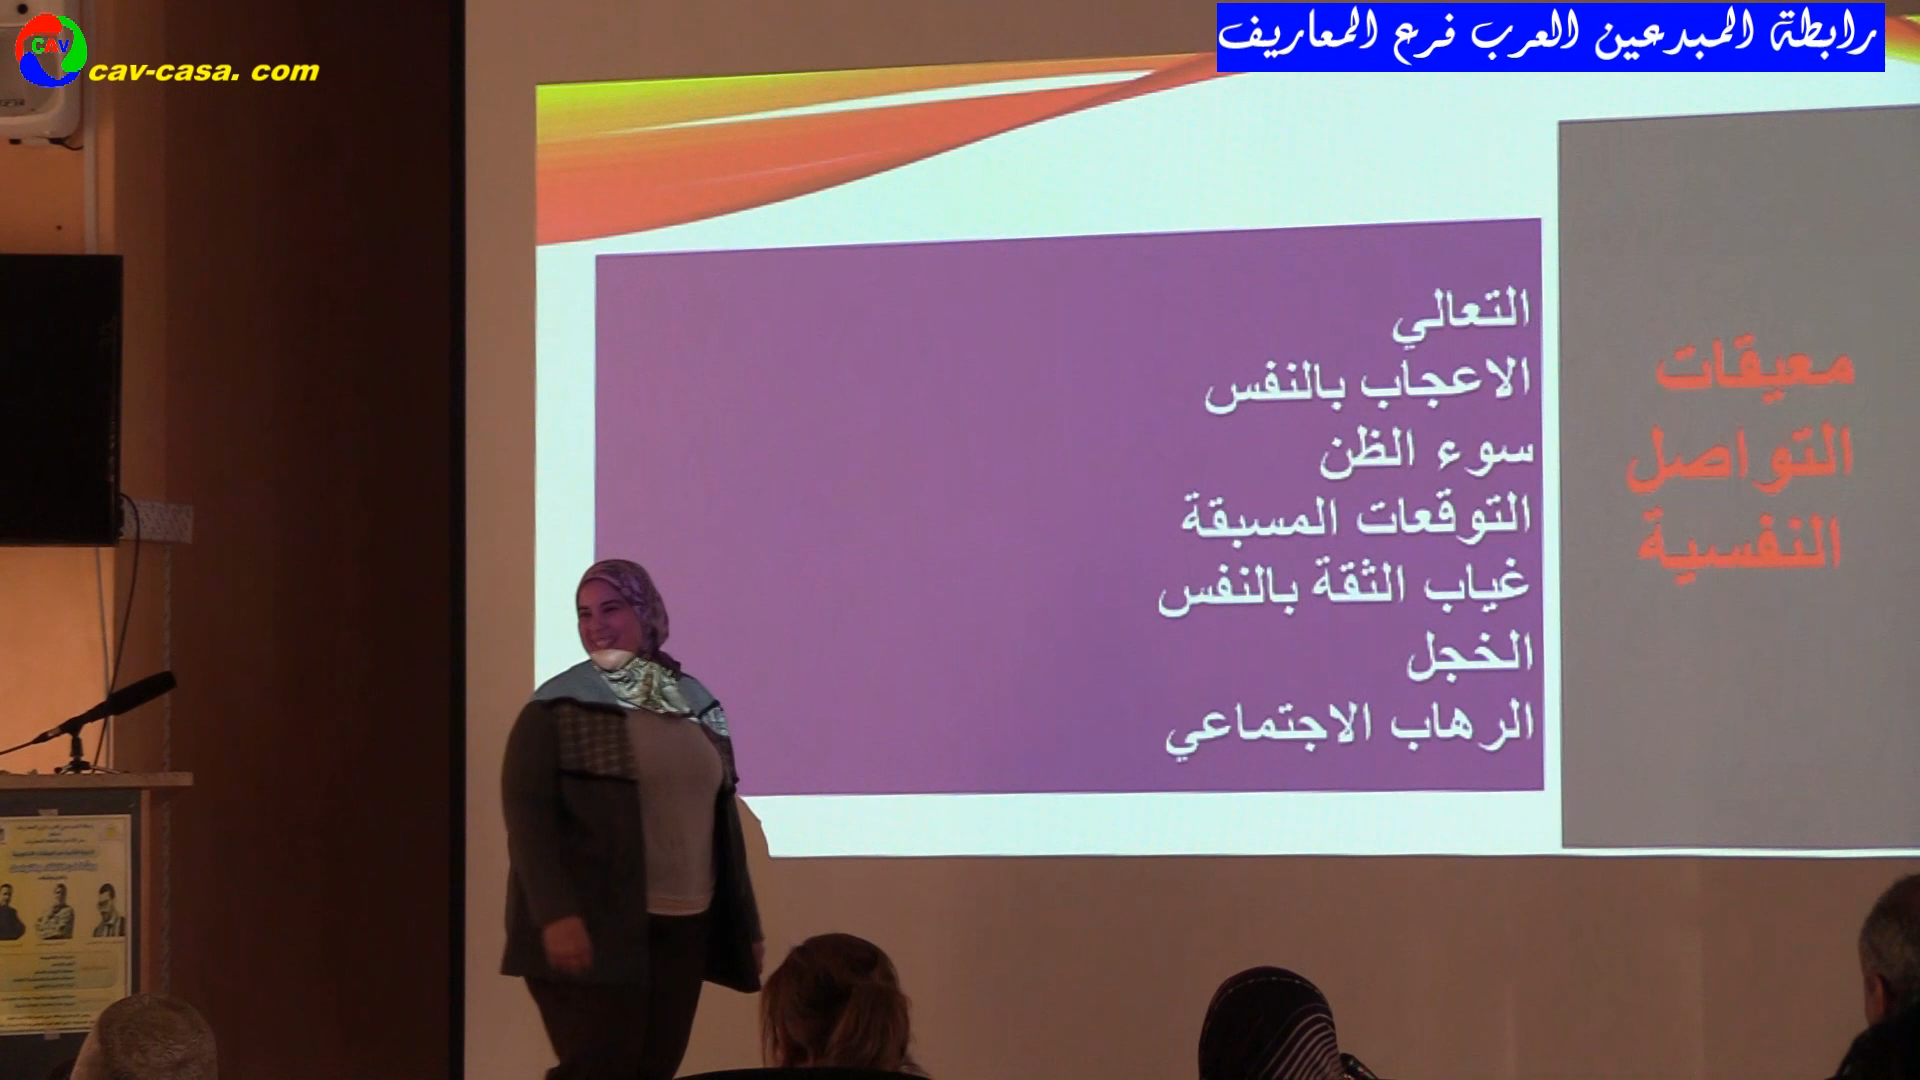 رابطة المبدعين العرب فرع المعاريف
CAV
cav-casa. com
معيقات
التواصل
النفسية
التعالي
الاعجاب بالنفس
سوء الظن
التوقعات المسبقة
غياب الثقة بالنفس
الخجل
الرهاب الاجتماعي